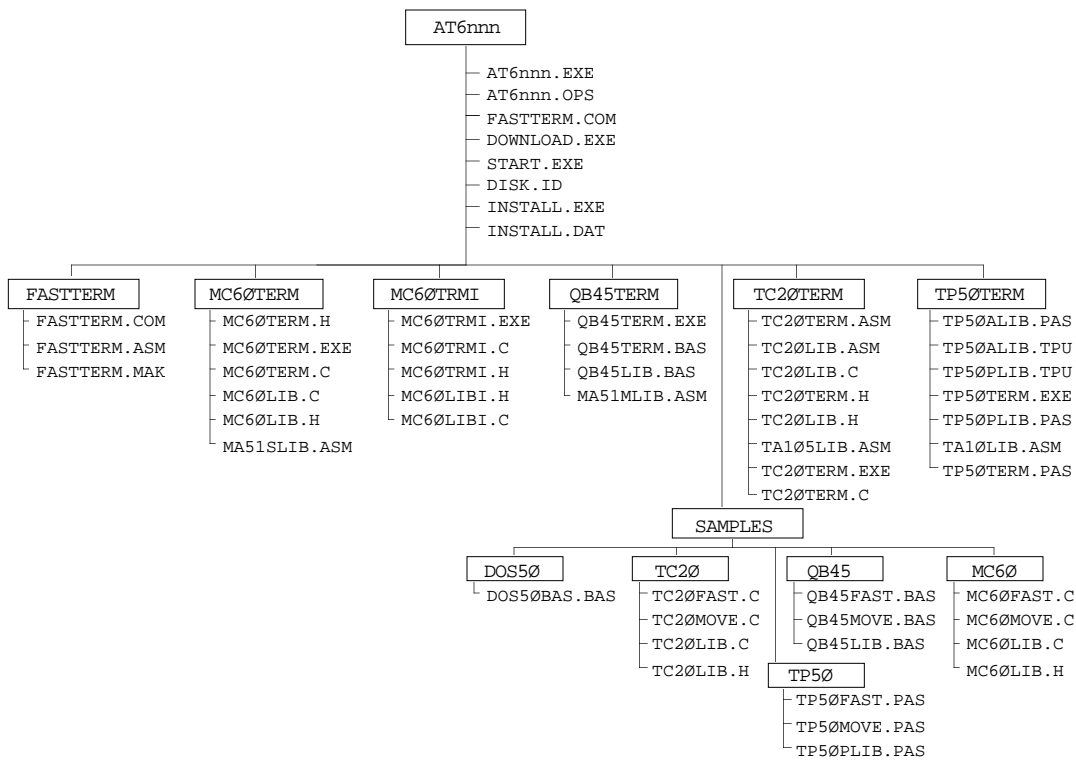 AT6nnn
AT6nnn.EXE
AT6nnn.OPS
FASTTERM.COM
DOWNLOAD.EXE
START.EXE
DISK.ID
INSTALL.EXE
INSTALL.DAT
FASTTERM
FASTTERM.COM
FASTTERM.ASM
FASTTERM.MAK
MC6ØTERM
MC6ØTERM.H
MC6ØTERM.EXE
MC6ØTERM.C
MC6ØLIB.C
MC6ØLIB.H
MA51SLIB.ASM
MC6ØTRMI
MC6ØTRMI.EXE
MC6ØTRMI.C
MC6ØTRMI.H
MC6ØLIBI.H
MC6ØLIBI.C
QB45TERM
QB45TERM.EXE
QB45TERM.BAS
QB45LIB.BAS
MA51MLIB.ASM
TC2ØTERM
TC2ØTERM.ASM
TC2ØLIB.ASM
TC2ØLIB.C
TC2ØTERM.H
TC2ØLIB.H
TA1Ø5LIB.ASM
TC2ØTERM.EXE
TC2ØTERM.C
TP5ØTERM
TP5ØALIB.PAS
TP5ØALIB.TPU
TP5ØPLIB.TPU
TP5ØTERM.EXE
TP5ØPLIB.PAS
TA1ØLIB.ASM
TP5ØTERM.PAS
SAMPLES
DOS5Ø
DOS5ØBAS.BAS
TC2Ø
TC2ØFAST.C
TC2ØMOVE.C
TC2ØLIB.C
TC2ØLIB.H
QB45
QB45FAST.BAS
QB45MOVE.BAS
QB45LIB.BAS
MC6Ø
MC6ØFAST.C
MC6ØMOVE.C
MC6ØLIB.C
MC6ØLIB.H
TP5Ø
TP5ØFAST.PAS
TP5ØMOVE.PAS
TP5ØPLIB.PAS